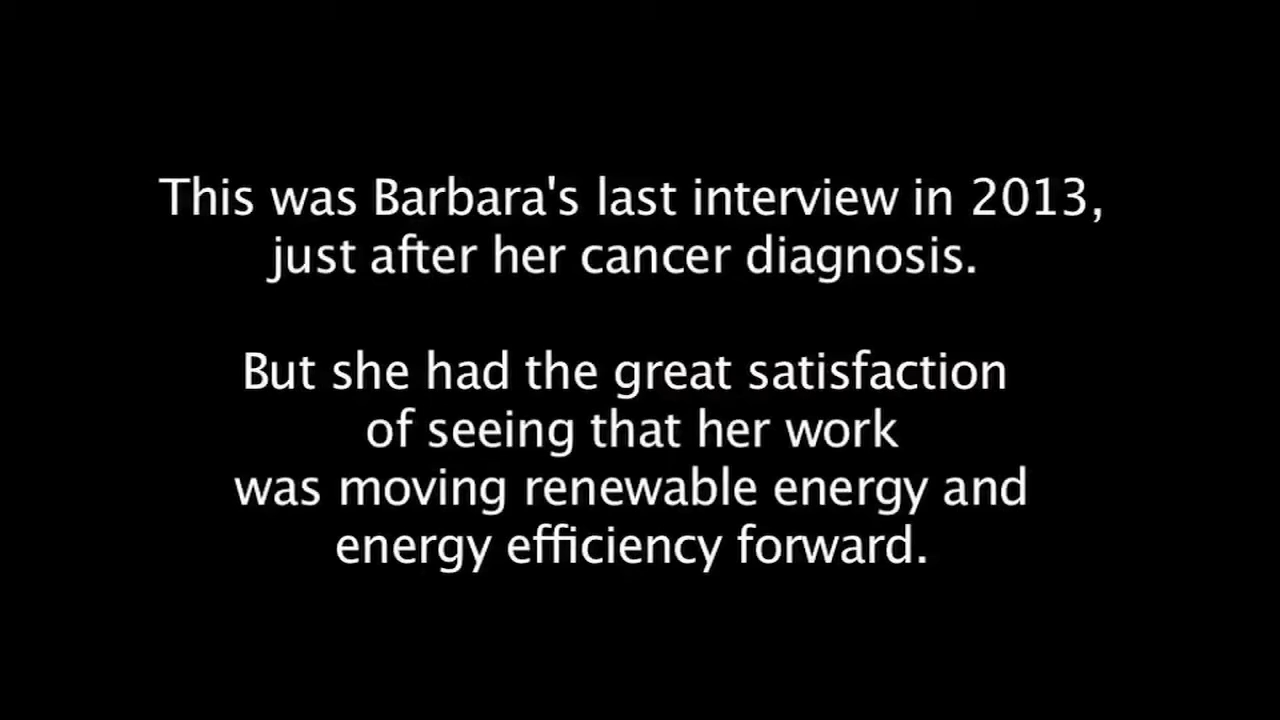 This was Barbara's last interview in 2013,
just after her cancer diagnosis.
But she had the great satisfaction
of seeing that her work
was moving renewable energy and
energy efficiency forward.